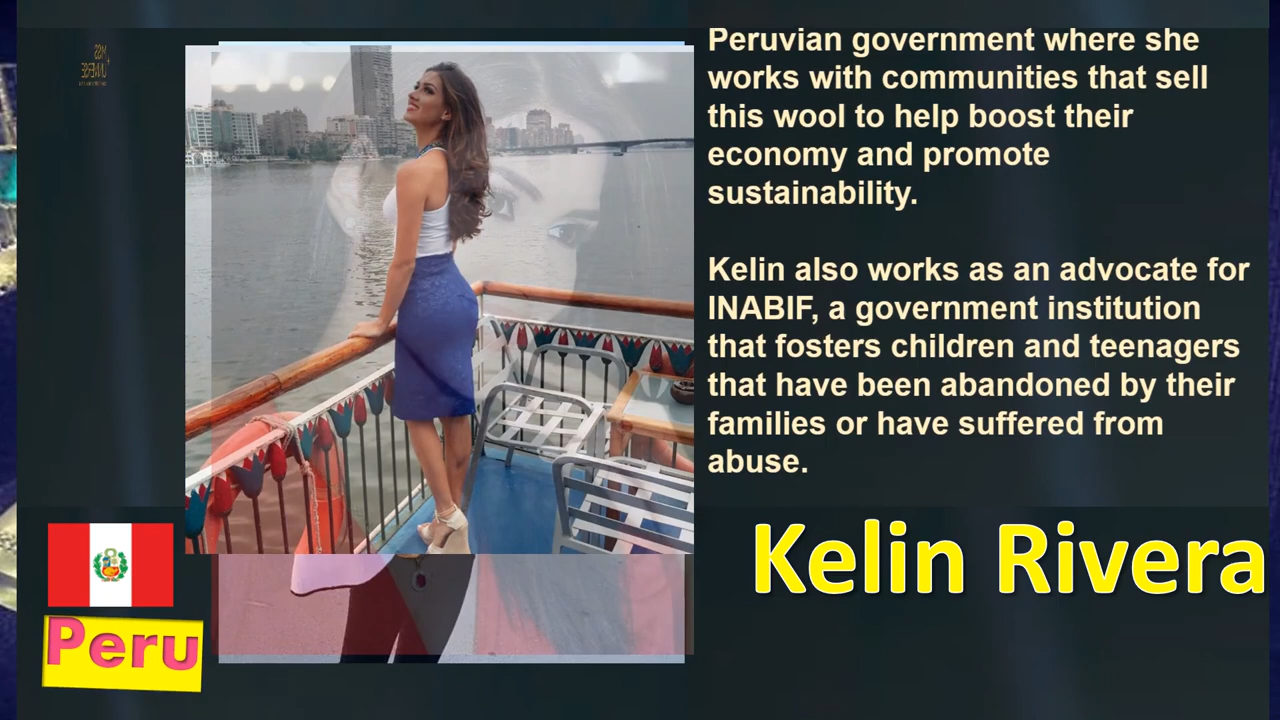 Peruvian government where she
works with communities that sell
this wool to help boost their
economy and promote
sustainability.
Kelin also works as an advocate for
INABIF, a government institution
that fosters children and teenagers
that have been abandoned by their
families or have suffered from
abuse.
Kelin Rivera
Peru
MISS
UNIVERSE